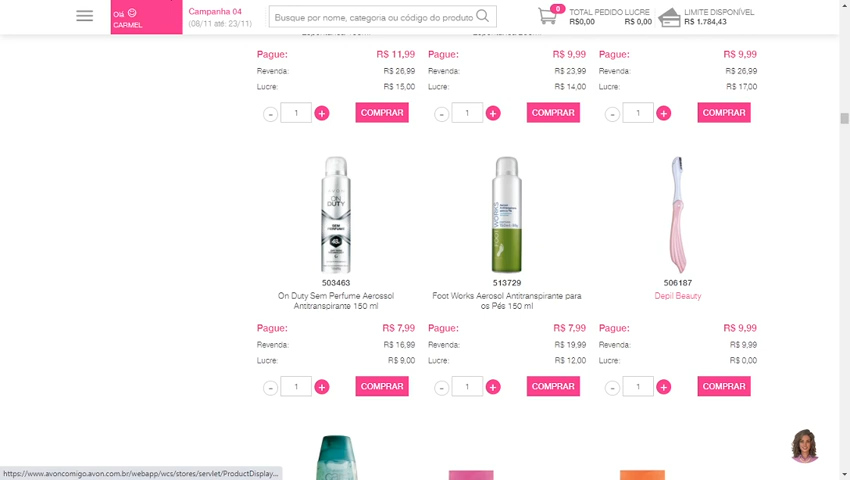 Olá
CARMEL
Campanha 04
(08/11 até 23/11)
Busque por nome, categoria ou código do produto
0
TOTAL PEDIDO LUCRE
R$0,00 R$ 0,00
LIMITE DISPONÍVEL
R$ 1.784,43
Pague: R$ 11,99
Revenda: R$ 26,99
Lucre: R$ 15,00
- 1 + COMPRAR
Pague: R$ 9,99
Revenda: R$ 23,99
Lucre: R$ 14,00
- 1 + COMPRAR
Pague: R$ 9,99
Revenda: R$ 26,99
Lucre: R$ 17,00
- 1 + COMPRAR
ON
DUTY
SEM
PERFUME
503463
On Duty Sem Perfume Aerossol
Antitranspirante 150 ml
Pague: R$ 7,99
Revenda: R$ 16,99
Lucre: R$ 9,00
- 1 + COMPRAR
513729
Foot Works Aerosol Antitranspirante para
os Pés 150 ml
Pague: R$ 7,99
Revenda: R$ 19,99
Lucre: R$ 12,00
- 1 + COMPRAR
506187
Depil Beauty
Pague: R$ 9,99
Revenda: R$ 9,99
Lucre: R$ 0,00
- 1 + COMPRAR
https://www.avoncomigo.avon.com.br/webapp/wcs/stores/servlet/ProductDisplay...